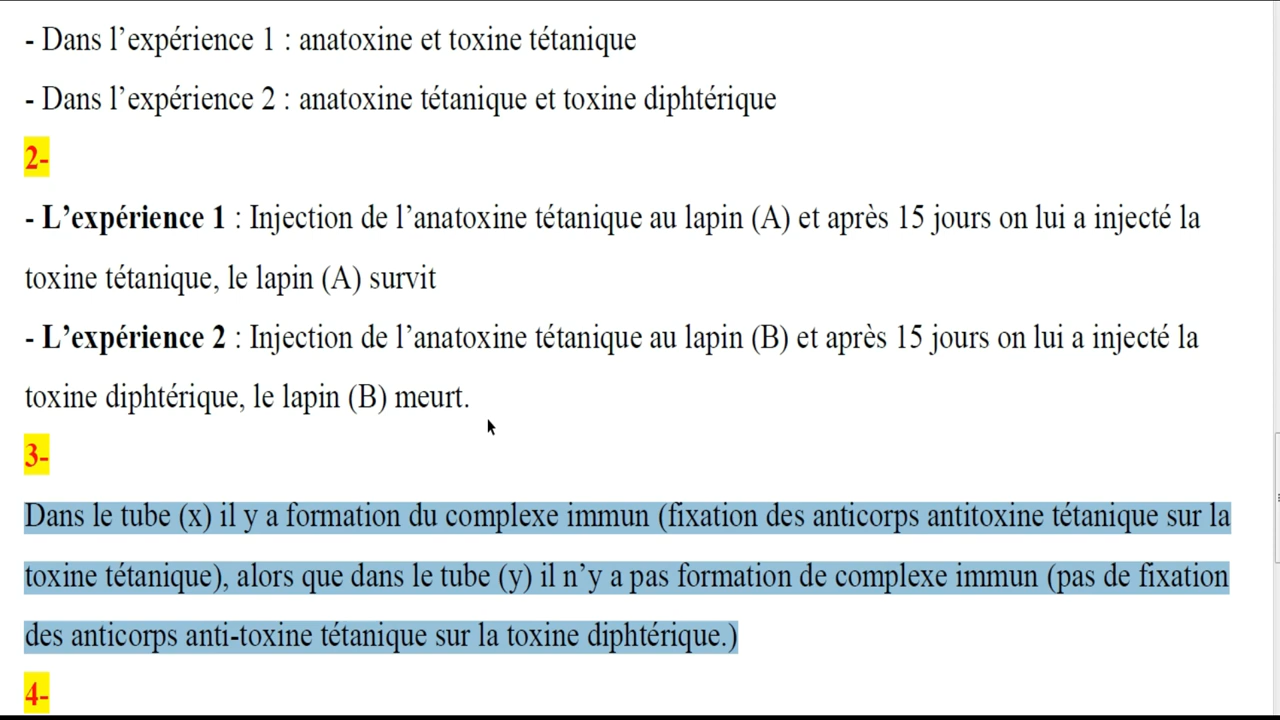 - Dans l’expérience 1 : anatoxine et toxine tétanique
- Dans l’expérience 2 : anatoxine tétanique et toxine diphtérique
2-
- L’expérience 1 : Injection de l’anatoxine tétanique au lapin (A) et après 15 jours on lui a injecté la
toxine tétanique, le lapin (A) survit
- L’expérience 2 : Injection de l’anatoxine tétanique au lapin (B) et après 15 jours on lui a injecté la
toxine diphtérique, le lapin (B) meurt.
3-
Dans le tube (x) il y a formation du complexe immun (fixation des anticorps antitoxine tétanique sur la
toxine tétanique), alors que dans le tube (y) il n’y a pas formation de complexe immun (pas de fixation
des anticorps anti-toxine tétanique sur la toxine diphtérique.)
4-